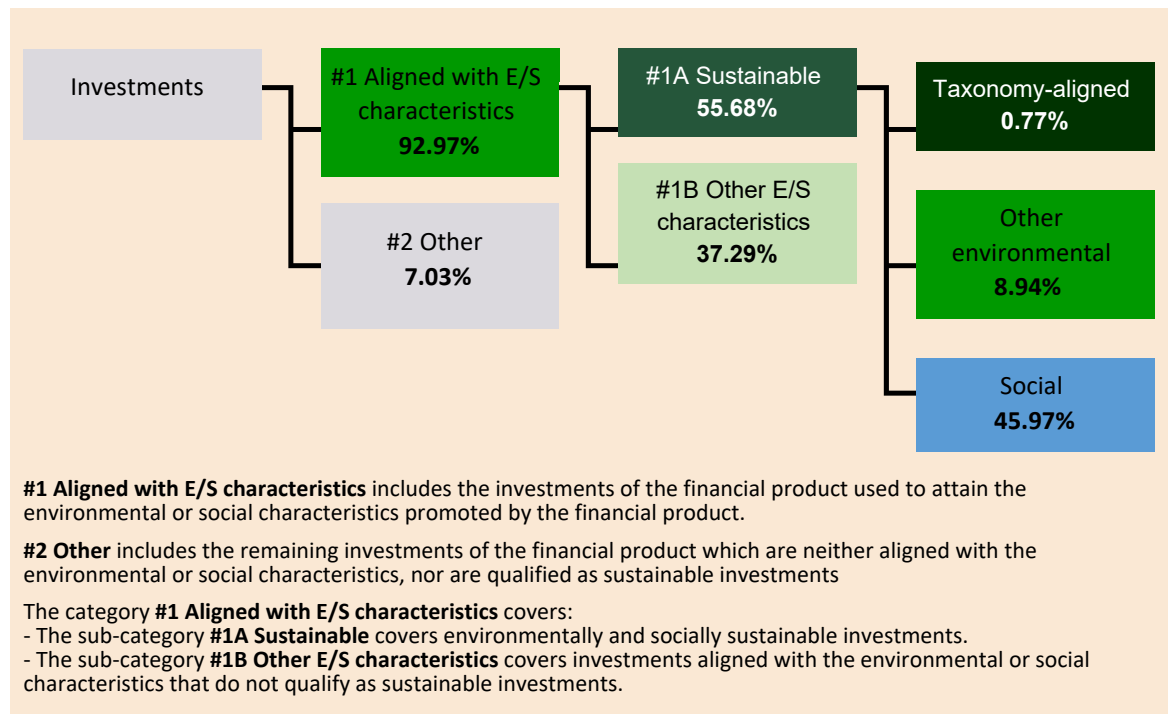 Investments
#1 Aligned with E/S
characteristics
92.97%
#2 Other
7.03%
#1A Sustainable
55.68%
#1B Other E/S
characteristics
37.29%
Taxonomy-aligned
0.77%
Other
environmental
8.94%
Social
45.97%
#1 Aligned with E/S characteristics includes the investments of the financial product used to attain the
environmental or social characteristics promoted by the financial product.
#2 Other includes the remaining investments of the financial product which are neither aligned with the
environmental or social characteristics, nor are qualified as sustainable investments
The category #1 Aligned with E/S characteristics covers:
- The sub-category #1A Sustainable covers environmentally and socially sustainable investments.
- The sub-category #1B Other E/S characteristics covers investments aligned with the environmental or social
characteristics that do not qualify as sustainable investments.